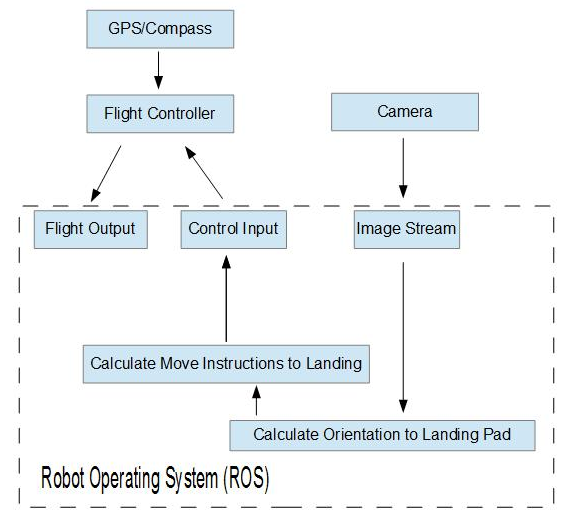 GPS/Compass
Flight Controller
Camera
Flight Output
Control Input
Image Stream
Calculate Move Instructions to Landing
Calculate Orientation to Landing Pad
Robot Operating System (ROS)